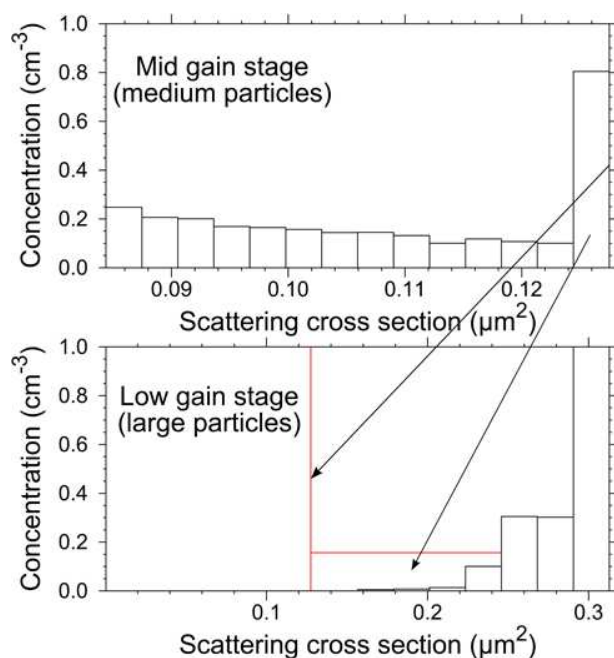 1.0
0.8
0.6
0.4
0.2
0.0
Concentration (cm⁻³)
Mid gain stage
(medium particles)
0.09 0.10 0.11 0.12
Scattering cross section (µm²)
1.0
0.8
0.6
0.4
0.2
0.0
Concentration (cm⁻³)
Low gain stage
(large particles)
0.1 0.2 0.3
Scattering cross section (µm²)